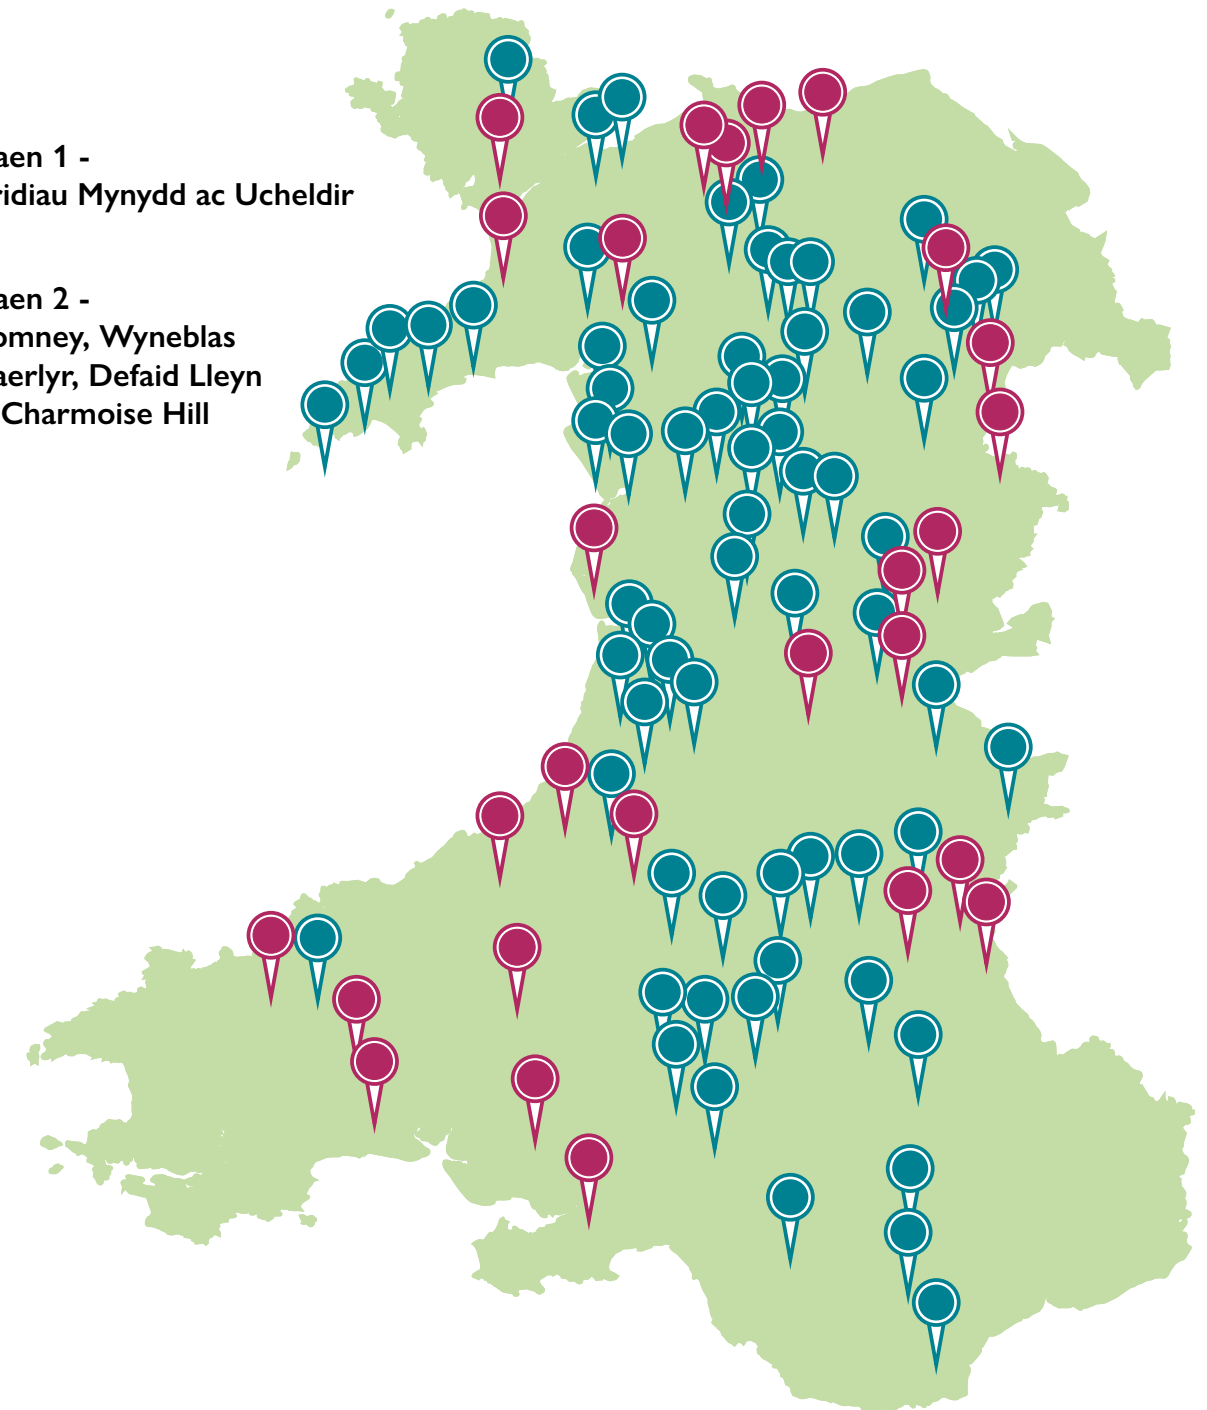 aen 1 -
ridiau Mynydd ac Ucheldir
aen 2 -
omney, Wyneblas
aerlyr, Defaid Lleyn
Charmoise Hill